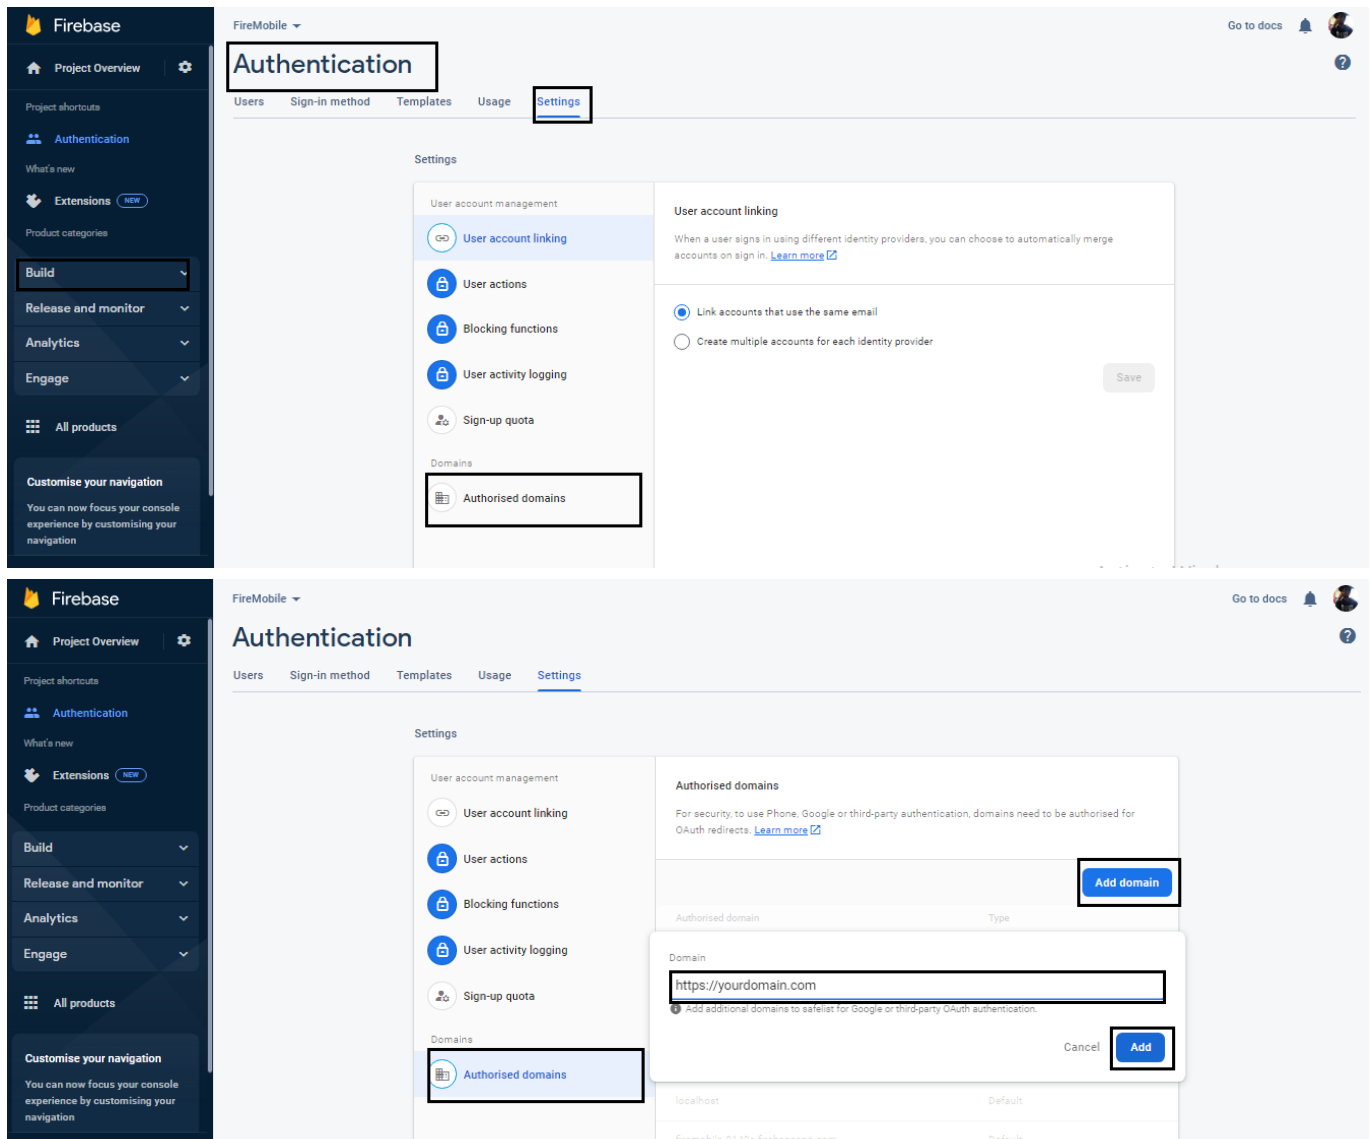 Firebase
FireMobile
Go to docs
Project Overview
Authentication
Users Sign-in method Templates Usage Settings
Project shortcuts
Authentication
What's new
Extensions NEW
Product categories
Build
Release and monitor
Analytics
Engage
All products
Customise your navigation
You can now focus your console
experience by customising your
navigation
Settings
User account management
User account linking
User actions
Blocking functions
User activity logging
Sign-up quota
Domains
Authorised domains
User account linking
When a user signs in using different identity providers, you can choose to automatically merge
accounts on sign in. Learn more
Link accounts that use the same email
Create multiple accounts for each identity provider
Save
Firebase
FireMobile
Go to docs
Project Overview
Authentication
Users Sign-in method Templates Usage Settings
Project shortcuts
Authentication
What's new
Extensions NEW
Product categories
Build
Release and monitor
Analytics
Engage
All products
Customise your navigation
You can now focus your console
experience by customising your
navigation
Settings
User account management
User account linking
User actions
Blocking functions
User activity logging
Sign-up quota
Domains
Authorised domains
Authorised domains
For security, to use Phone, Google or third-party authentication, domains need to be authorised for
OAuth redirects. Learn more
Add domain
Authorised domain Type
Domain
https://yourdomain.com
Add additional domains to safelist for Google or third-party OAuth authentication.
Cancel Add
localhost Default